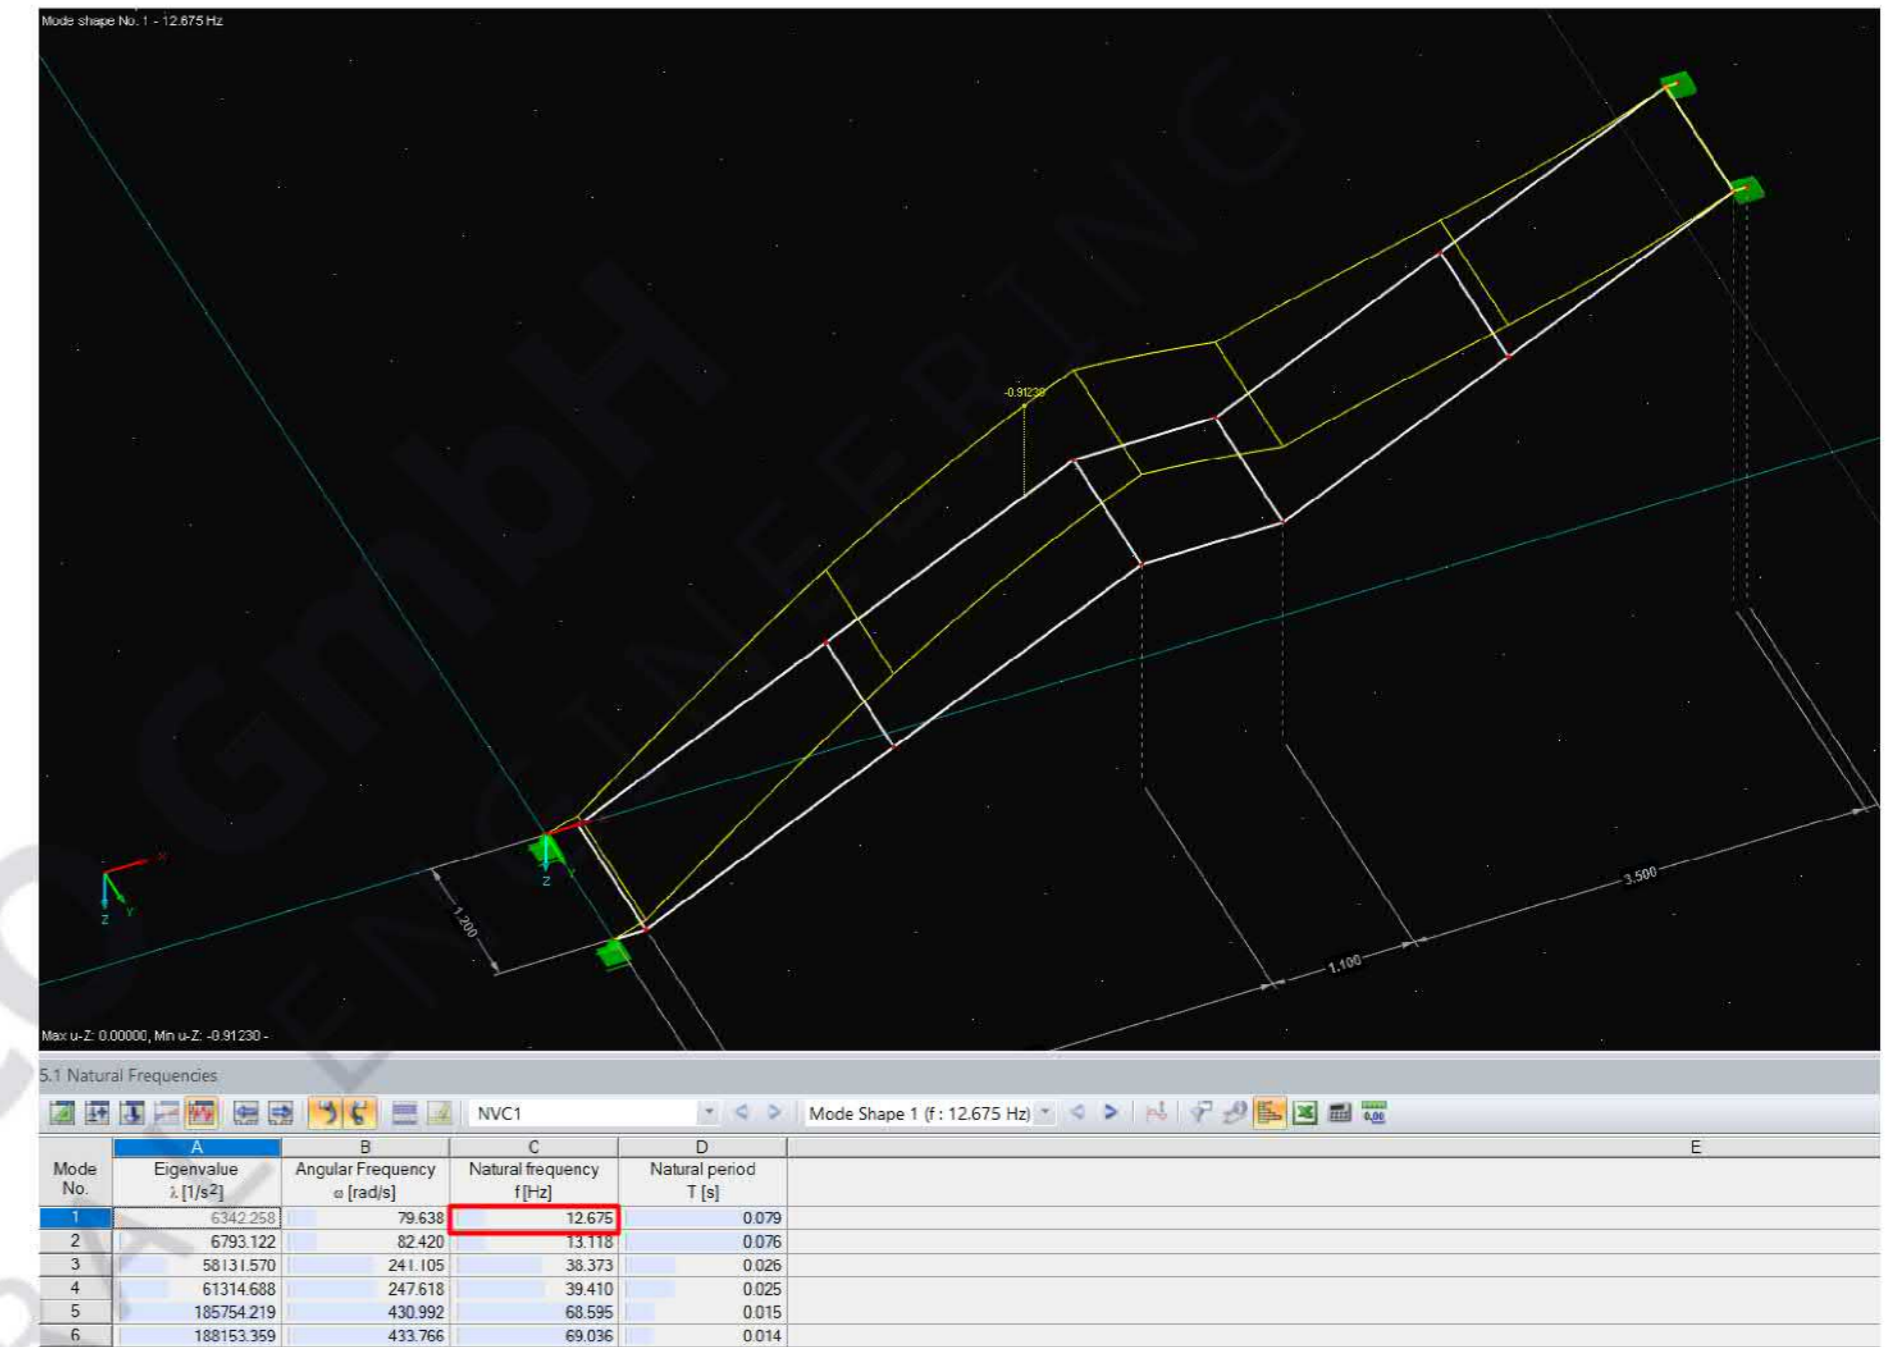 Mode shape No. 1 - 12.675 Hz
-0.91230
X
Y
Z
Z
Y
1.200
1.100
3.500
Max u-Z: 0.00000, Min u-Z: -0.91230 -
GmbH
ENGINEERING
5.1 Natural Frequencies
NVC1 Mode Shape 1 (f : 12.675 Hz) 0,00
A B C D E
Mode No. Eigenvalue λ [1/s2] Angular Frequency ω [rad/s] Natural frequency f [Hz] Natural period T [s]
1 6342.258 79.638 12.675 0.079
2 6793.122 82.420 13.118 0.076
3 58131.570 241.105 38.373 0.026
4 61314.688 247.618 39.410 0.025
5 185754.219 430.992 68.595 0.015
6 188153.359 433.766 69.036 0.014